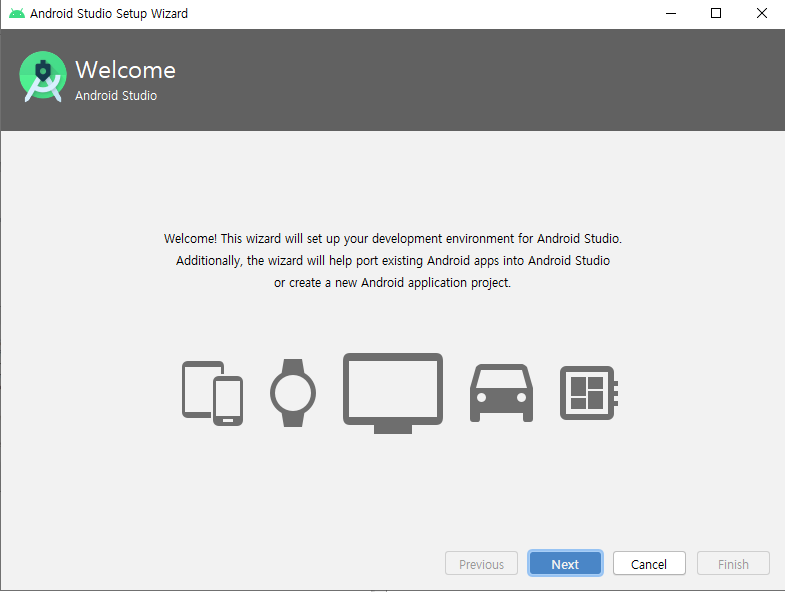 Android Studio Setup Wizard
Welcome
Android Studio
Welcome! This wizard will set up your development environment for Android Studio.
Additionally, the wizard will help port existing Android apps into Android Studio
or create a new Android application project.
Previous
Next
Cancel
Finish